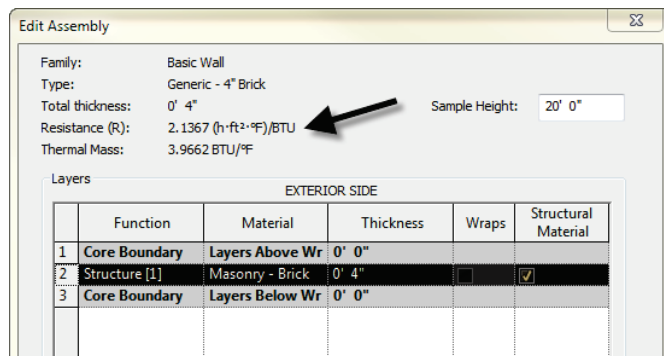 Edit Assembly
Family: Basic Wall
Type: Generic - 4" Brick
Total thickness: 0' 4" Sample Height: 20' 0"
Resistance (R): 2.1367 (h·ft²·°F)/BTU
Thermal Mass: 3.9662 BTU/°F
Layers
EXTERIOR SIDE
Function Material Thickness Wraps Structural Material
1 Core Boundary Layers Above Wr 0' 0"
2 Structure [1] Masonry - Brick 0' 4"
3 Core Boundary Layers Below Wr 0' 0"